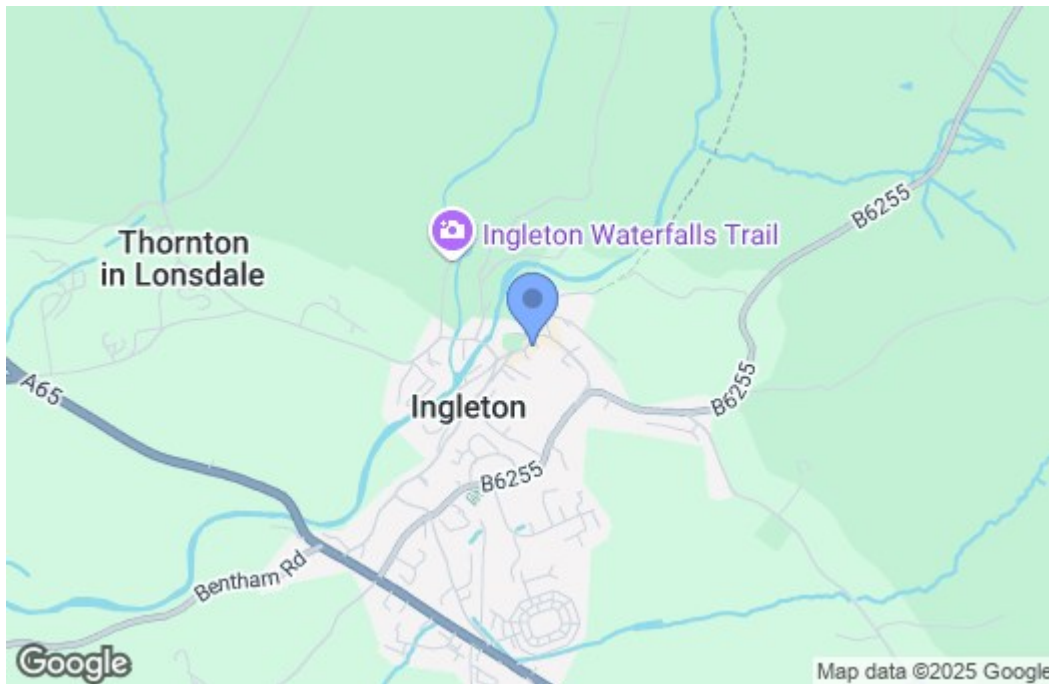 B6255
Ingleton Waterfalls Trail
Thornton
in Lonsdale
A65
Ingleton
B6255
B6255
Bentham Rd
Google
Map data ©2025 Google